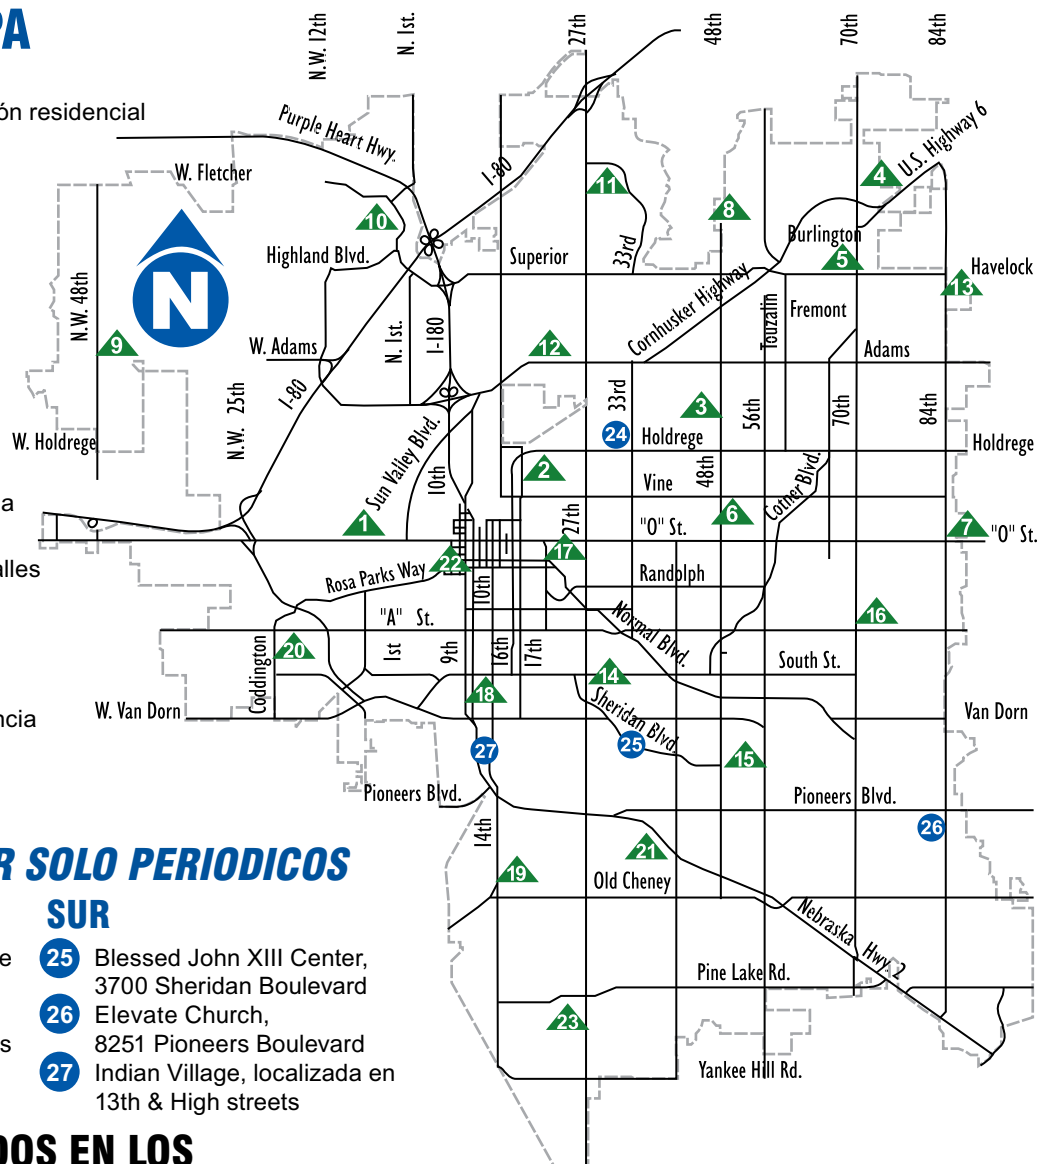 PA
N.W. 12th
N. 1st.
27th
48th
70th
84th
ón residencial
Purple Heart Hwy.
I-80
U.S. Highway 6
W. Fletcher
11
4
10
8
Burlington
Highland Blvd.
Superior
33rd
5
Havelock
13
N
N.W. 48th
Cornhusker Highway
Touzalin
Fremont
9
W. Adams
N. 1st.
I-180
12
Adams
I-80
N.W. 25th
33rd
3
56th
70th
84th
24
W. Holdrege
Holdrege
Holdrege
Sun Valley Blvd.
10th
2
Vine
48th
Cotner Blvd.
a
1
27th
"O" St.
6
7
"O" St.
22
17
alles
Rosa Parks Way
10th
Randolph
"A" St.
Normal Blvd.
16
20
1st
9th
16th
17th
South St.
Coddington
18
14
ncia
W. Van Dorn
Sheridan Blvd.
Van Dorn
27
25
15
Pioneers Blvd.
Pioneers Blvd.
14th
26
R SOLO PERIODICOS
21
19
Old Cheney
SUR
Nebraska Hwy. 2
e
25 Blessed John XIII Center,
3700 Sheridan Boulevard
Pine Lake Rd.
26 Elevate Church,
s
8251 Pioneers Boulevard
23
27 Indian Village, localizada en
13th & High streets
Yankee Hill Rd.
DOS EN LOS